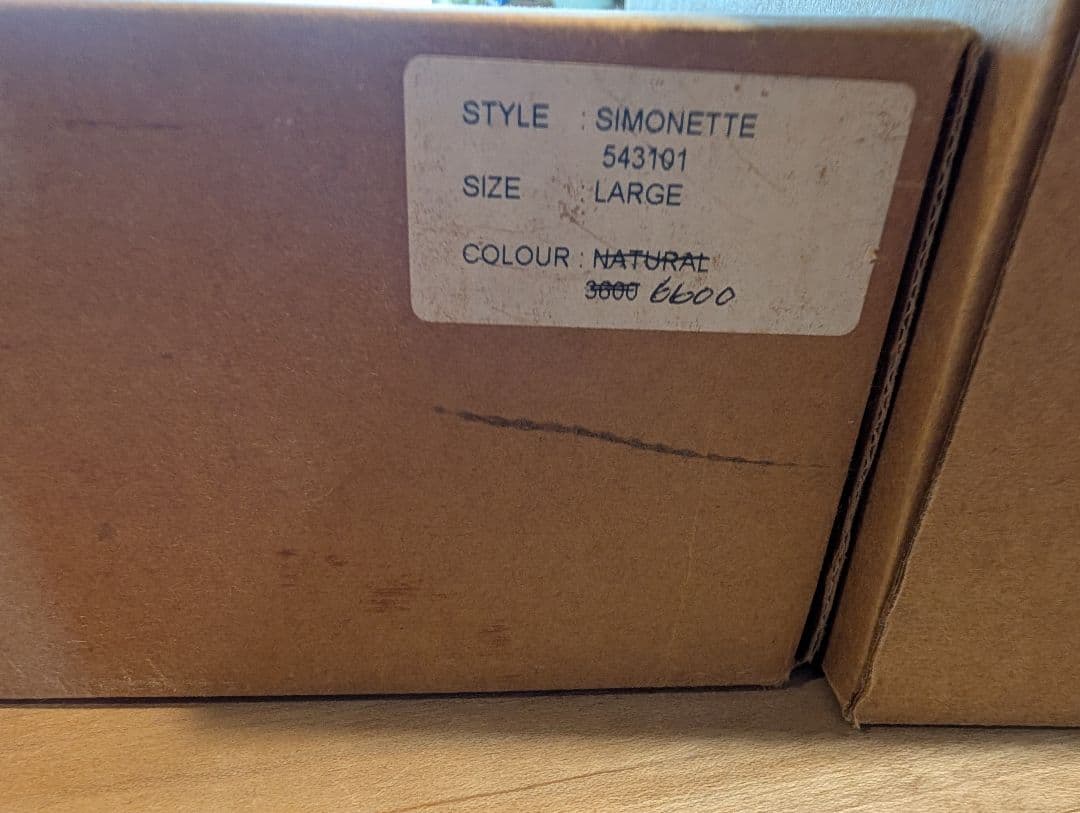 STYLE : SIMONETTE
543101
SIZE : LARGE
COLOUR : NATURAL
3600 6600